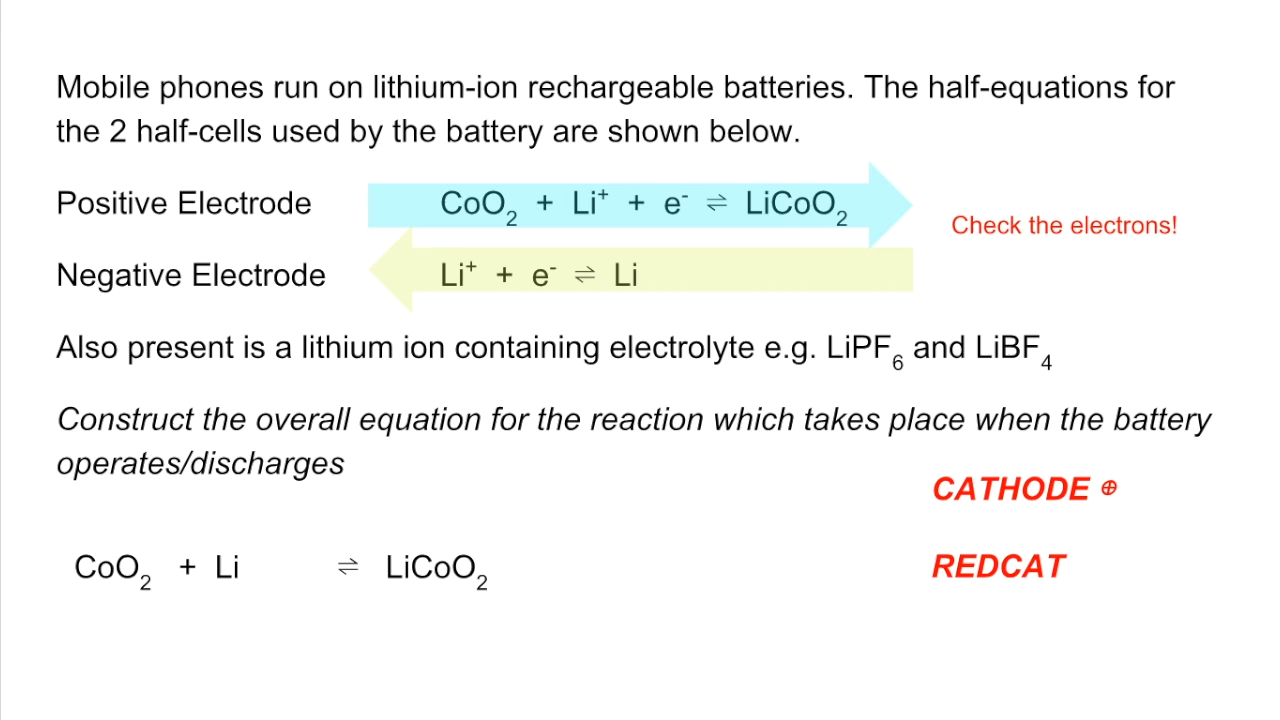 Mobile phones run on lithium-ion rechargeable batteries. The half-equations for
the 2 half-cells used by the battery are shown below.
Positive Electrode CoO₂ + Li⁺ + e⁻ ⇌ LiCoO₂
Check the electrons!
Negative Electrode Li⁺ + e⁻ ⇌ Li
Also present is a lithium ion containing electrolyte e.g. LiPF₆ and LiBF₄
Construct the overall equation for the reaction which takes place when the battery
operates/discharges
CATHODE ⊕
CoO₂ + Li ⇌ LiCoO₂
REDCAT